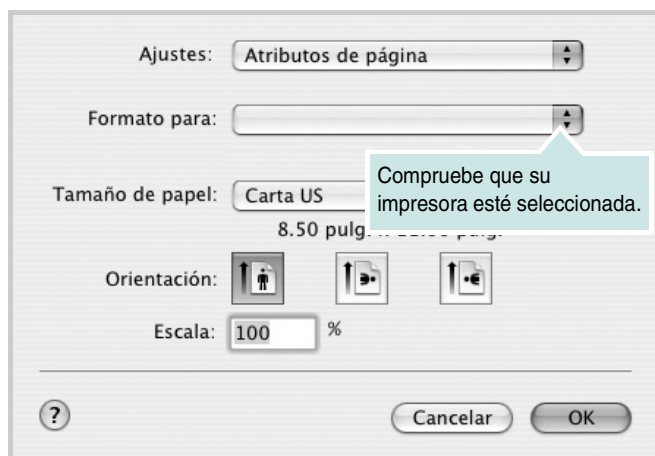 Ajustes: Atributos de página
Formato para:
Compruebe que su
impresora esté seleccionada.
Tamaño de papel: Carta US
8.50 pulg.
Orientación:
Escala: 100 %
? Cancelar OK